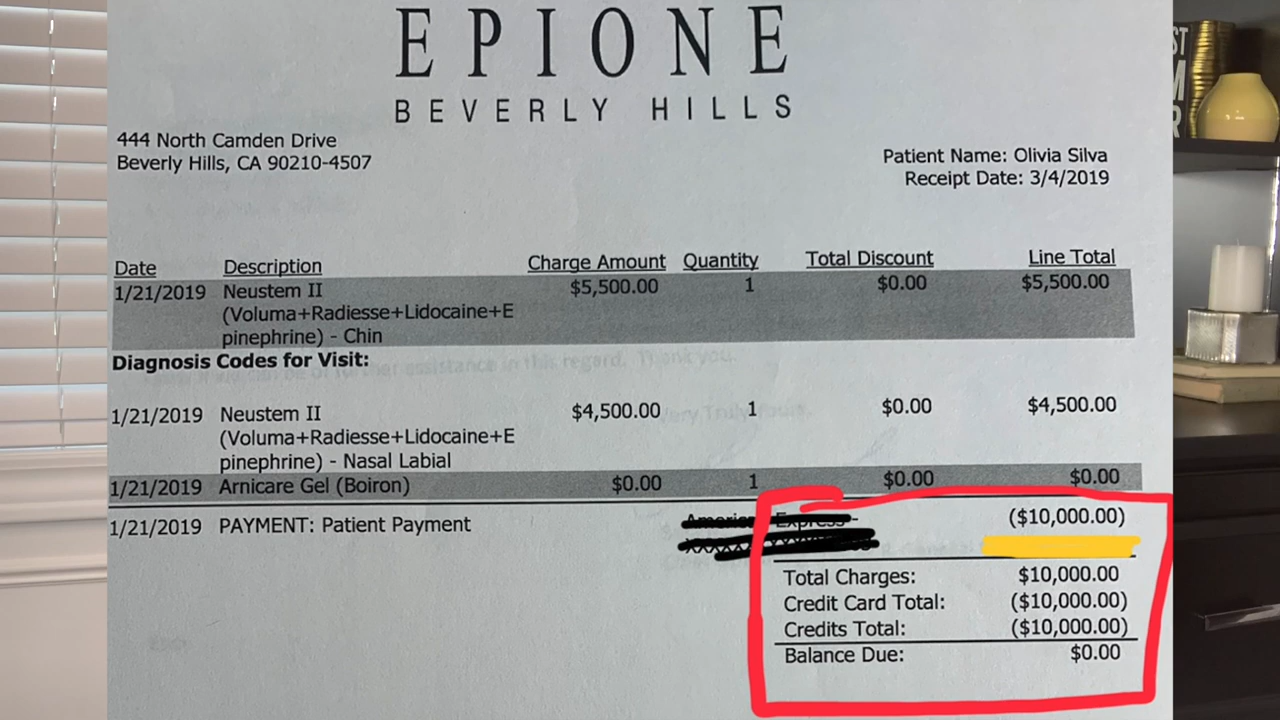 EPIONE
BEVERLY HILLS
444 North Camden Drive
Beverly Hills, CA 90210-4507
Patient Name: Olivia Silva
Receipt Date: 3/4/2019
Date Description Charge Amount Quantity Total Discount Line Total
1/21/2019 Neustem II $5,500.00 1 $0.00 $5,500.00
(Voluma+Radiesse+Lidocaine+E
pinephrine) - Chin
Diagnosis Codes for Visit:
1/21/2019 Neustem II $4,500.00 1 $0.00 $4,500.00
(Voluma+Radiesse+Lidocaine+E
pinephrine) - Nasal Labial
1/21/2019 Arnicare Gel (Boiron) $0.00 1 $0.00 $0.00
1/21/2019 PAYMENT: Patient Payment American Express - ($10,000.00)
Total Charges: $10,000.00
Credit Card Total: ($10,000.00)
Credits Total: ($10,000.00)
Balance Due: $0.00